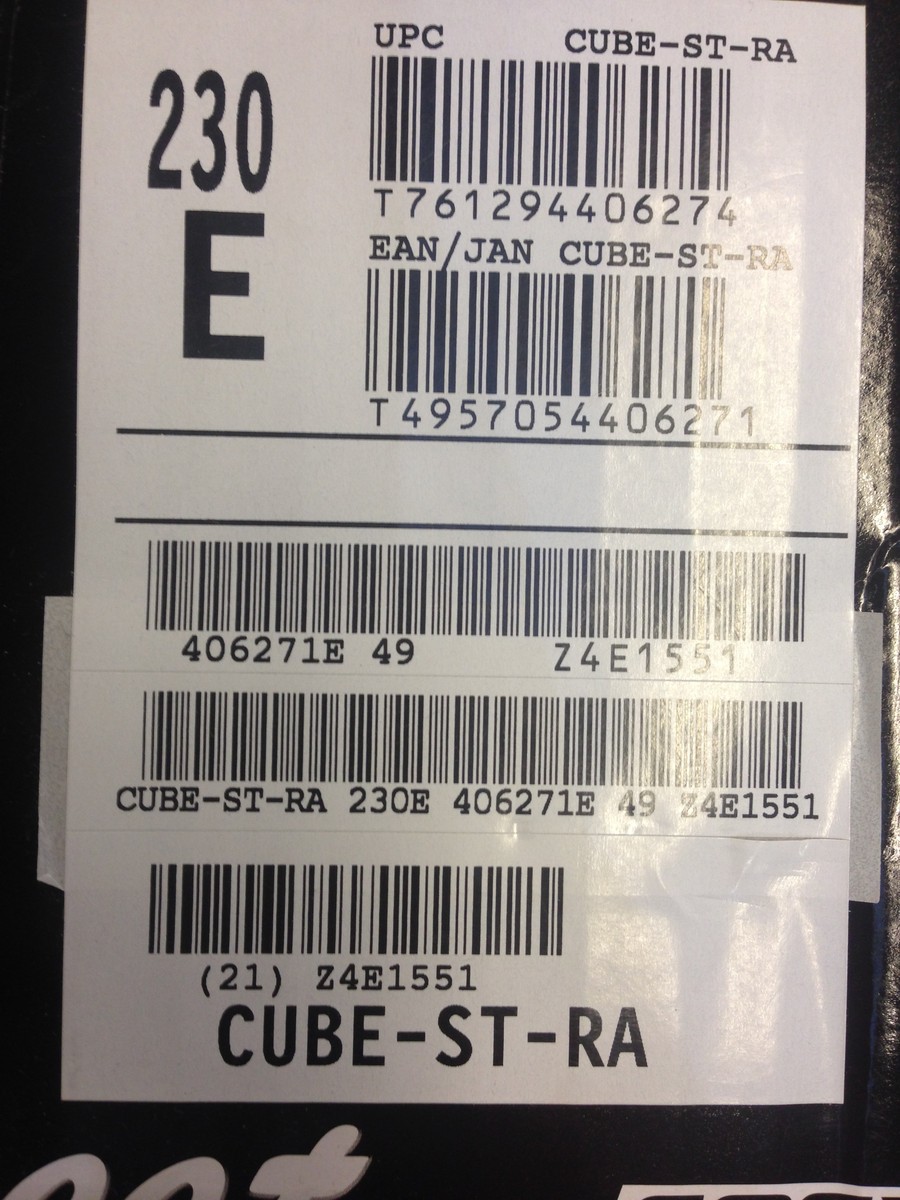 UPC CUBE-ST-RA
230
E
T761294406274
EAN/JAN CUBE-ST-RA
T4957054406271
406271E 49 Z4E1551
CUBE-ST-RA 230E 406271E 49 Z4E1551
(21) Z4E1551
CUBE-ST-RA